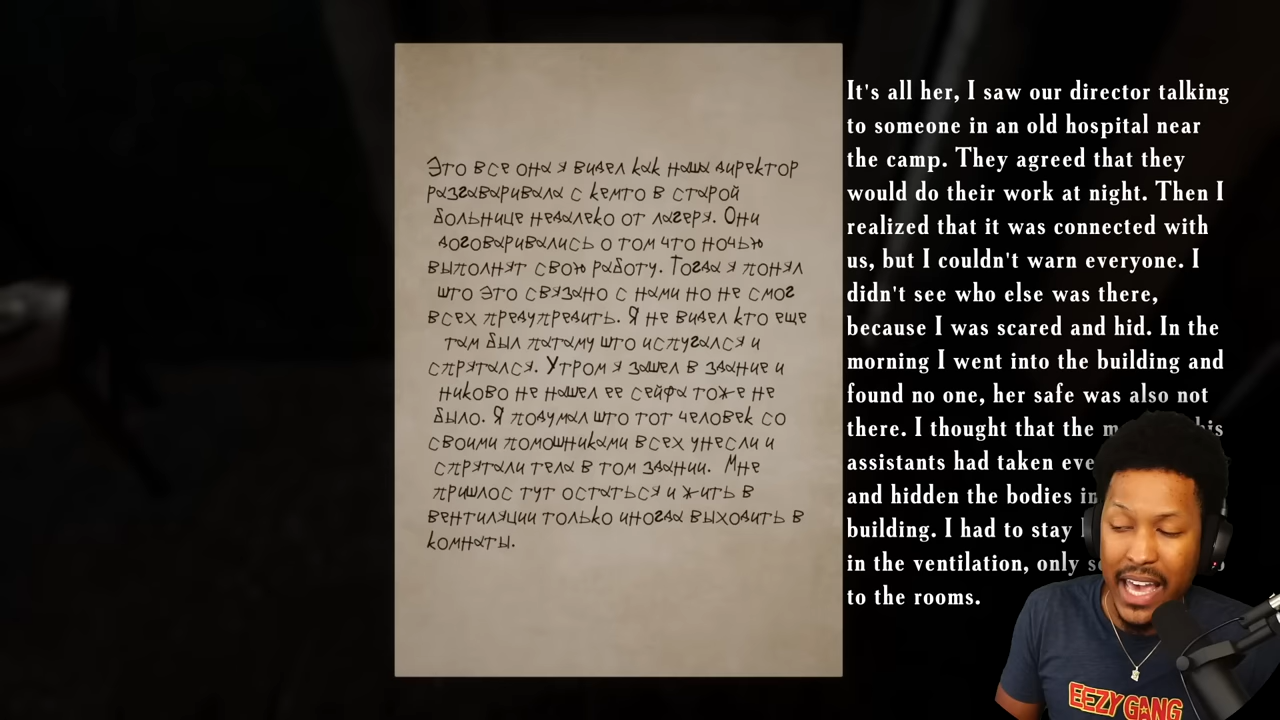 Это все она я видел как наша директор
разгаваривала с кемто в старой
больнице недалеко от лагеря. Они
договаривались о том что ночью
выполнят свою работу. Тогда я понял
што это связано с нами но не смог
всех предупредить. Я не видел кто еще
там был патаму што испугался и
спрятался. Утром я зашел в здание и
никово не нашел ее сейфа тоже не
было. Я подумал што тот человек со
своими помошниками всех унесли и
спрятали тела в том здании. Мне
пришлос тут остаться и жить в
вентиляции только иногда выходить в
комнаты.
It's all her, I saw our director talking
to someone in an old hospital near
the camp. They agreed that they
would do their work at night. Then I
realized that it was connected with
us, but I couldn't warn everyone. I
didn't see who else was there,
because I was scared and hid. In the
morning I went into the building and
found no one, her safe was also not
there. I thought that the
assistants had taken
and hidden the bodies
building. I had to stay
in the ventilation, only
to the rooms.
EEZY GANG